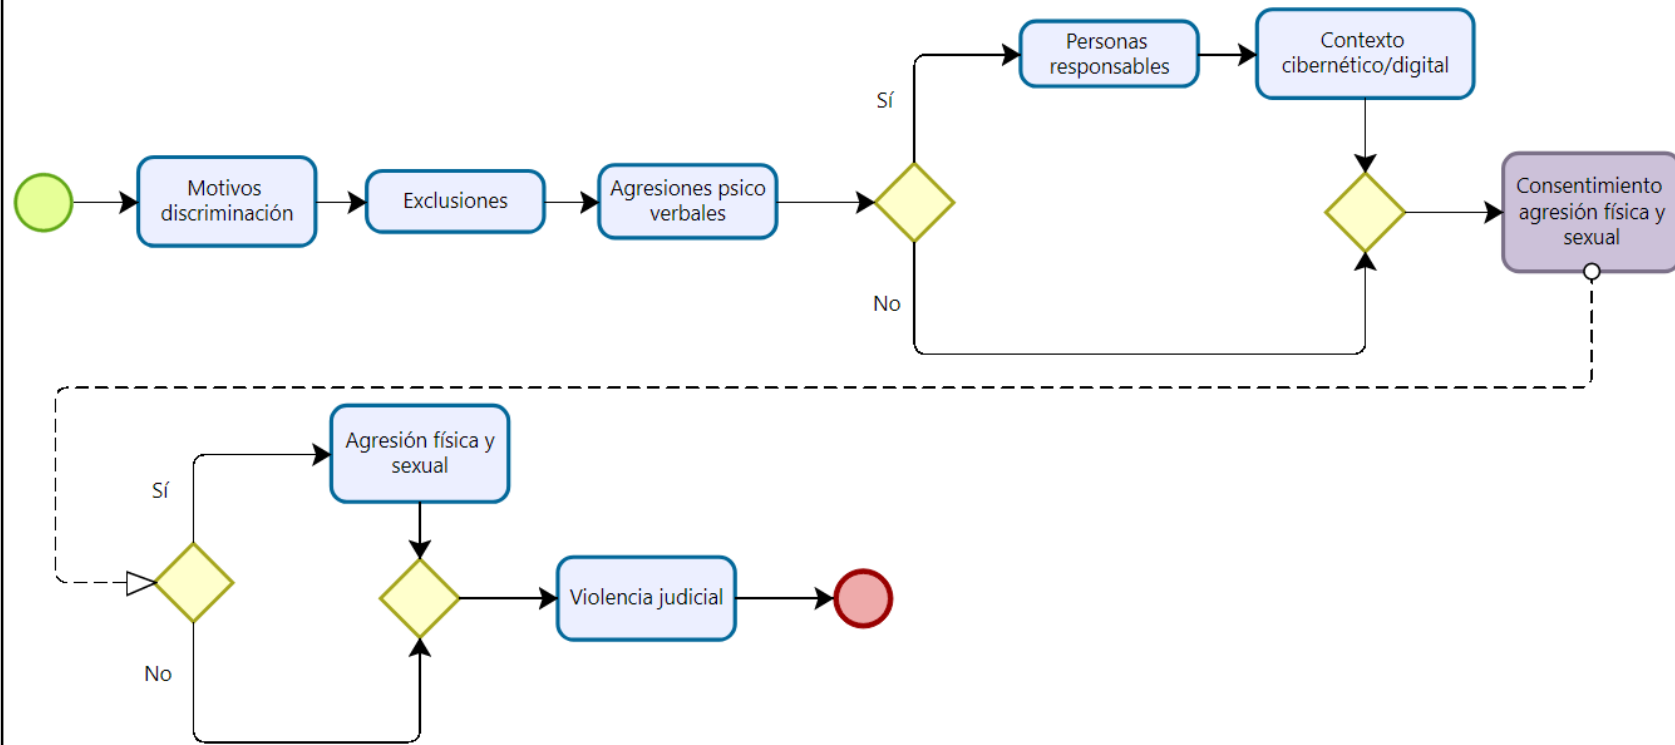 Motivos
discriminación
Exclusiones
Agresiones psico
verbales
Sí
No
Personas
responsables
Contexto
cibernético/digital
Consentimiento
agresión física y
sexual
Sí
No
Agresión física y
sexual
Violencia judicial